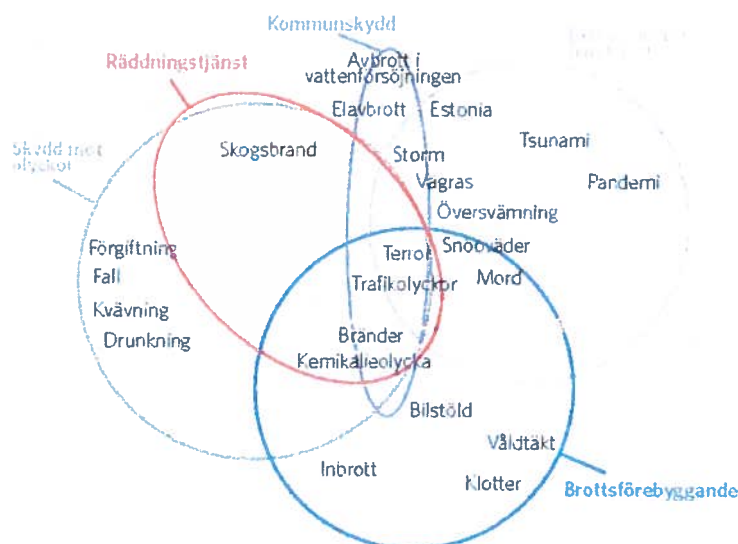 Kommunskydd
Räddningstjänst
Avbrott i
vattenförsöjningen
Elavbrott
Estonia
Tsunami
Skydd mot
olyckor
Skogsbrand
Storm
Vägras
Pandemi
Översvämning
Förgiftning
Terror
Snöoväder
Fall
Trafikolyckor
Mord
Kvävning
Drunkning
Bränder
Kemikalieolycka
Bilstöld
Våldtäkt
Inbrott
Klotter
Brottsförebyggande